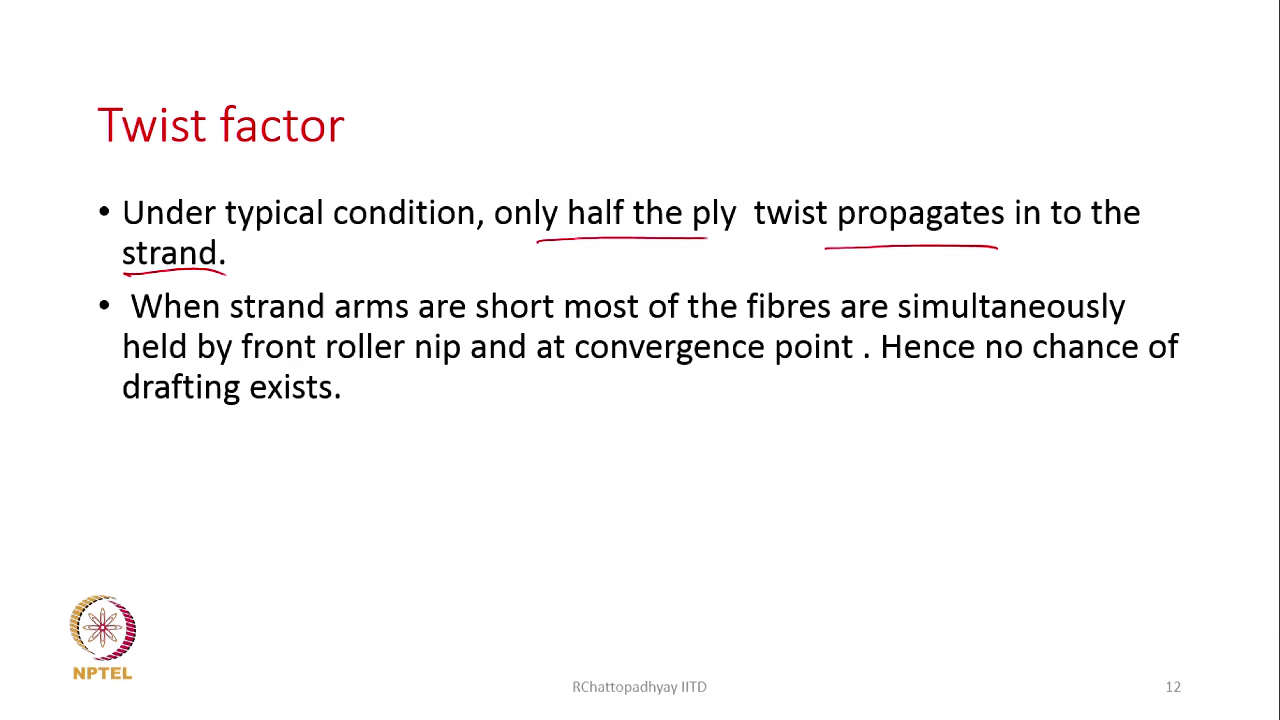 Twist factor
• Under typical condition, only half the ply twist propagates in to the
strand.
• When strand arms are short most of the fibres are simultaneously
held by front roller nip and at convergence point . Hence no chance of
drafting exists.
NPTEL
RChattopadhyay IITD
12